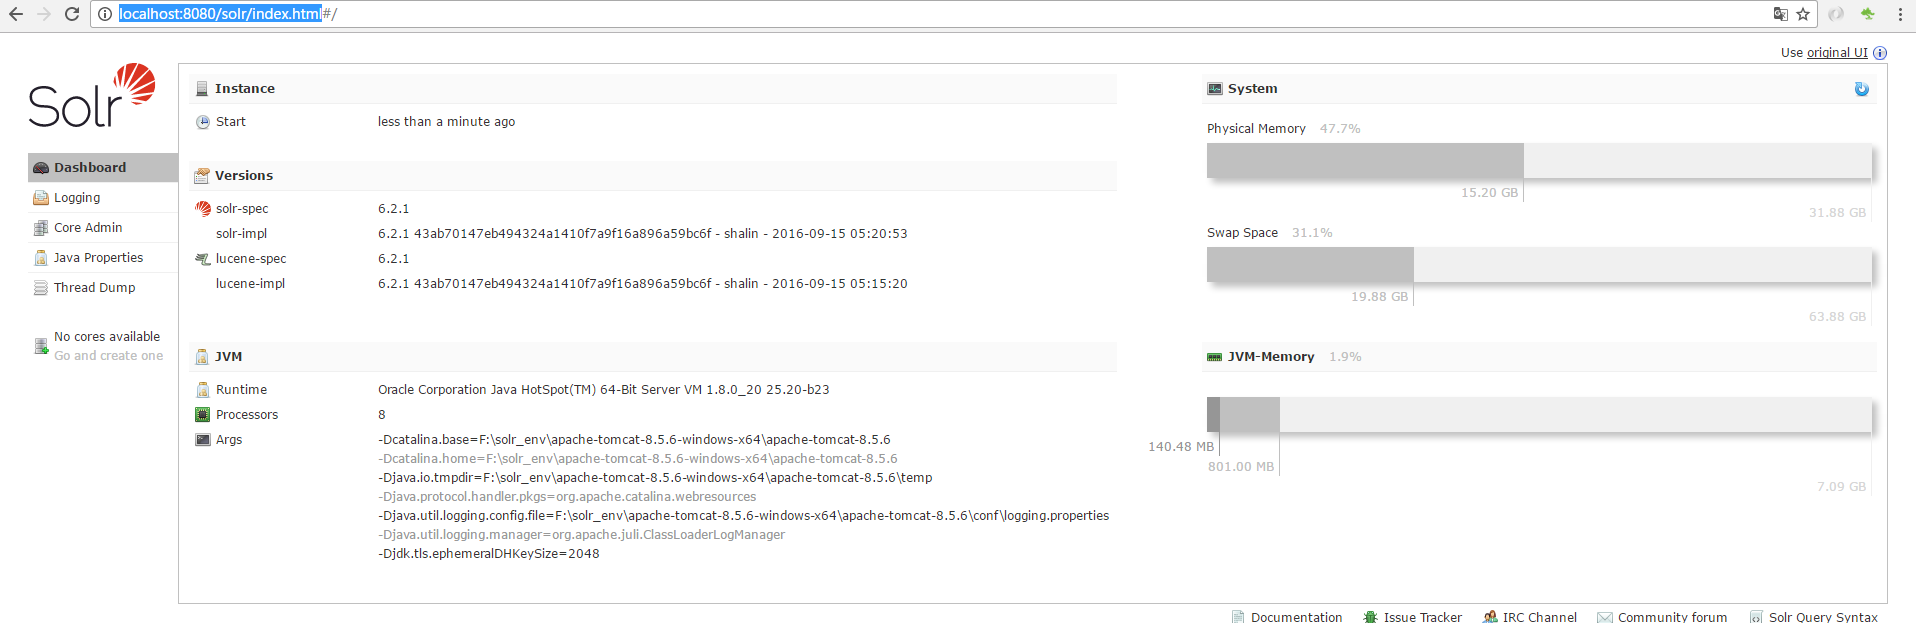 localhost:8080/solr/index.html#/
Use original UI
Solr
Dashboard
Logging
Core Admin
Java Properties
Thread Dump
No cores available
Go and create one
Instance
Start less than a minute ago
Versions
solr-spec 6.2.1
solr-impl 6.2.1 43ab70147eb494324a1410f7a9f16a896a59bc6f - shalin - 2016-09-15 05:20:53
lucene-spec 6.2.1
lucene-impl 6.2.1 43ab70147eb494324a1410f7a9f16a896a59bc6f - shalin - 2016-09-15 05:15:20
JVM
Runtime Oracle Corporation Java HotSpot(TM) 64-Bit Server VM 1.8.0_20 25.20-b23
Processors 8
Args -Dcatalina.base=F:\solr_env\apache-tomcat-8.5.6-windows-x64\apache-tomcat-8.5.6
-Dcatalina.home=F:\solr_env\apache-tomcat-8.5.6-windows-x64\apache-tomcat-8.5.6
-Djava.io.tmpdir=F:\solr_env\apache-tomcat-8.5.6-windows-x64\apache-tomcat-8.5.6\temp
-Djava.protocol.handler.pkgs=org.apache.catalina.webresources
-Djava.util.logging.config.file=F:\solr_env\apache-tomcat-8.5.6-windows-x64\apache-tomcat-8.5.6\conf\logging.properties
-Djava.util.logging.manager=org.apache.juli.ClassLoaderLogManager
-Djdk.tls.ephemeralDHKeySize=2048
System
Physical Memory 47.7%
15.20 GB
31.88 GB
Swap Space 31.1%
19.88 GB
63.88 GB
JVM-Memory 1.9%
140.48 MB
801.00 MB
7.09 GB
Documentation Issue Tracker IRC Channel Community forum Solr Query Syntax